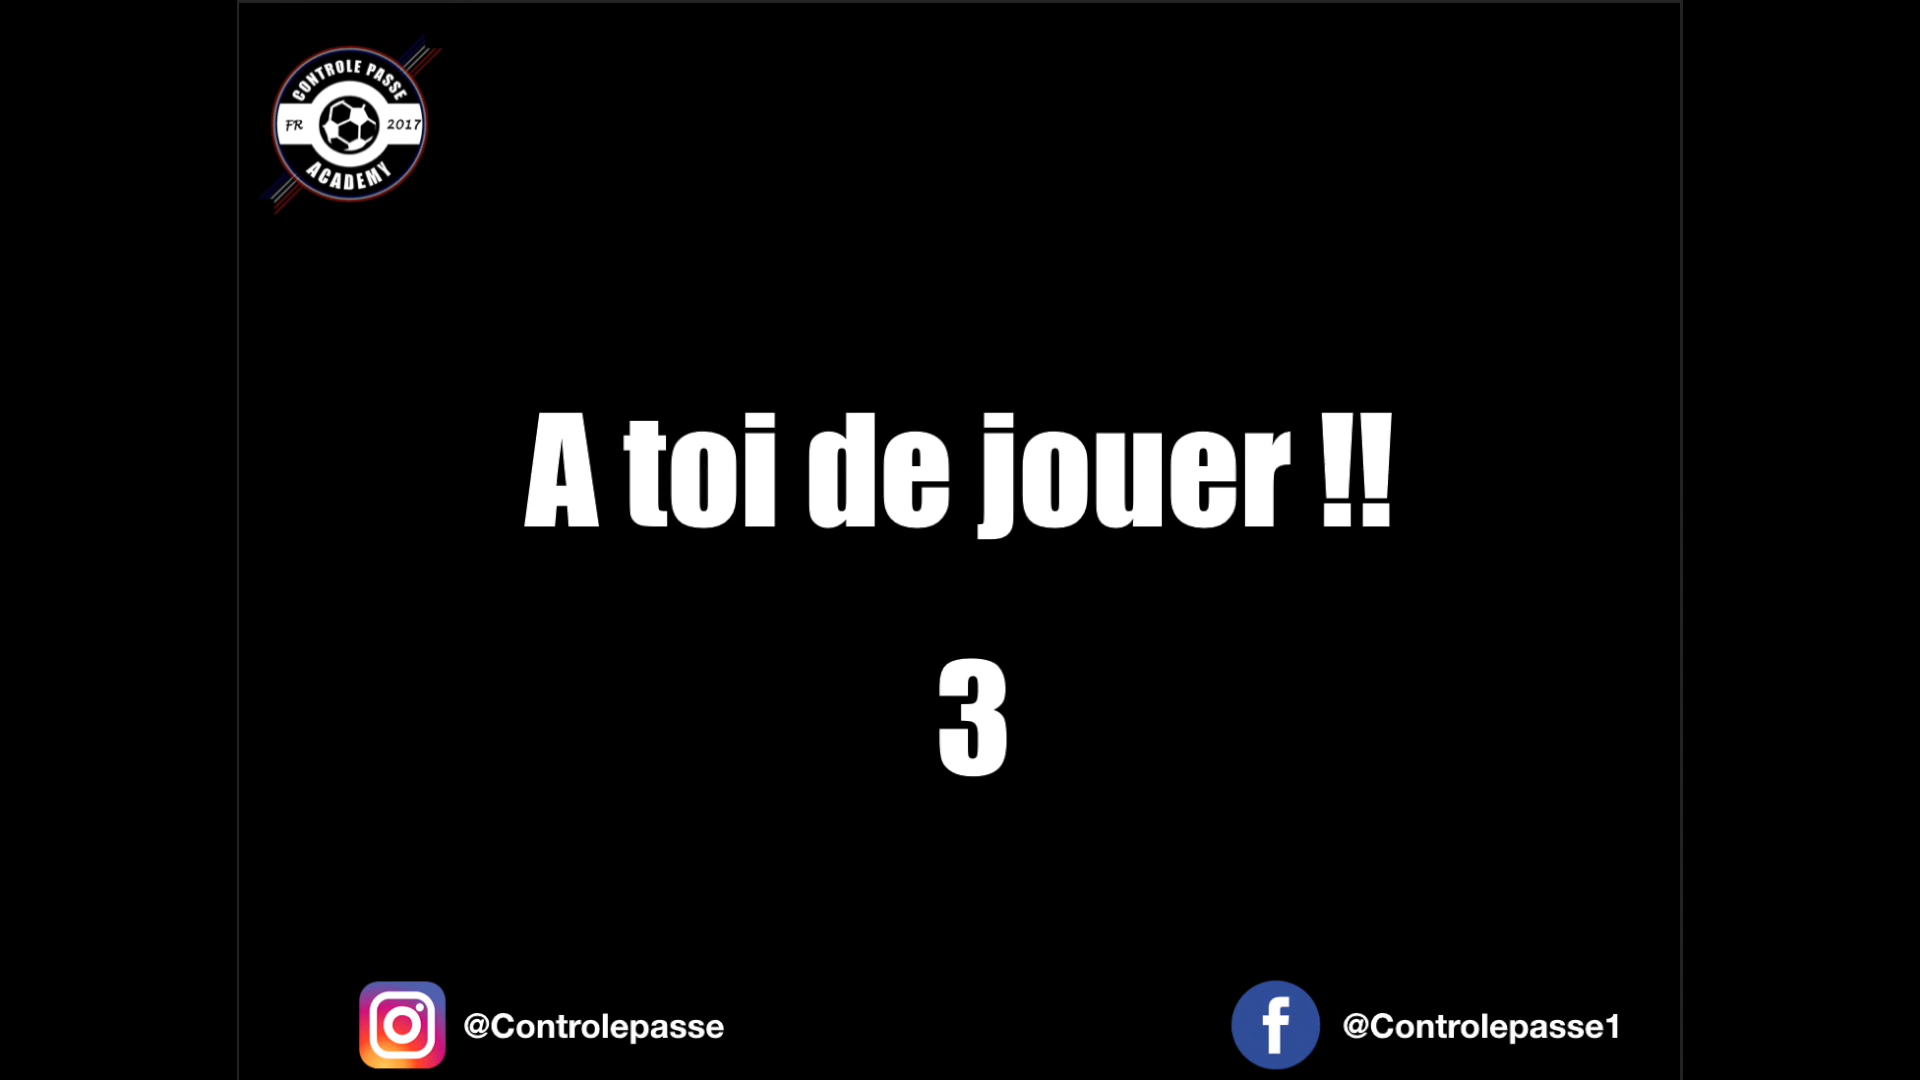 CONTROLE PASSE
FR 2017
ACADEMY
A toi de jouer !!
3
@Controlepasse
@Controlepasse1